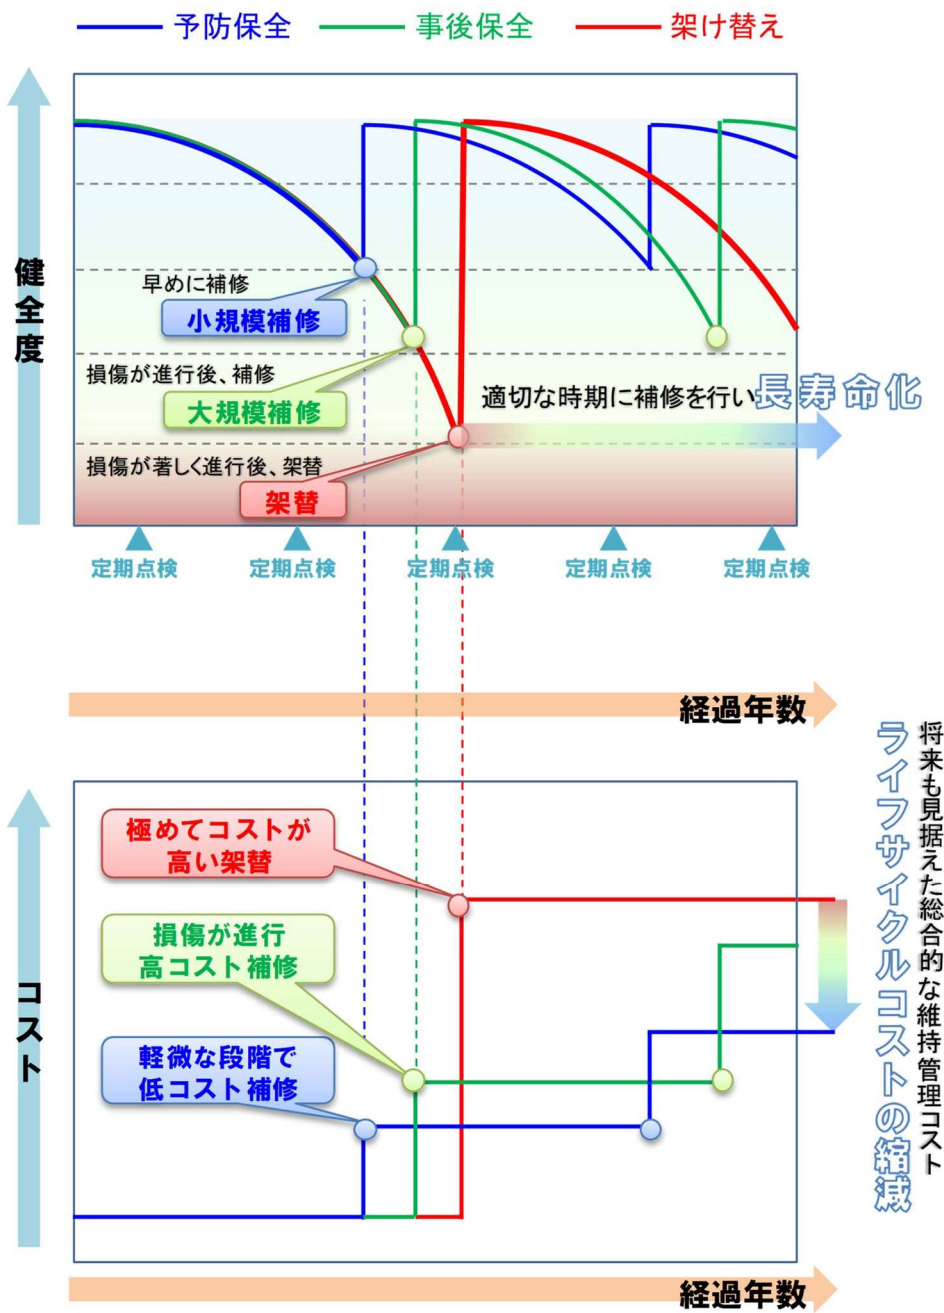 予防保全
事後保全
架け替え
健全度
早めに補修
小規模補修
損傷が進行後、補修
大規模補修
損傷が著しく進行後、架替
架替
適切な時期に補修を行い長寿命化
定期点検
定期点検
定期点検
定期点検
定期点検
経過年数
コスト
極めてコストが
高い架替
損傷が進行
高コスト補修
軽微な段階で
低コスト補修
将来も見据えた総合的な維持管理コスト
ライフサイクルコストの縮減
経過年数